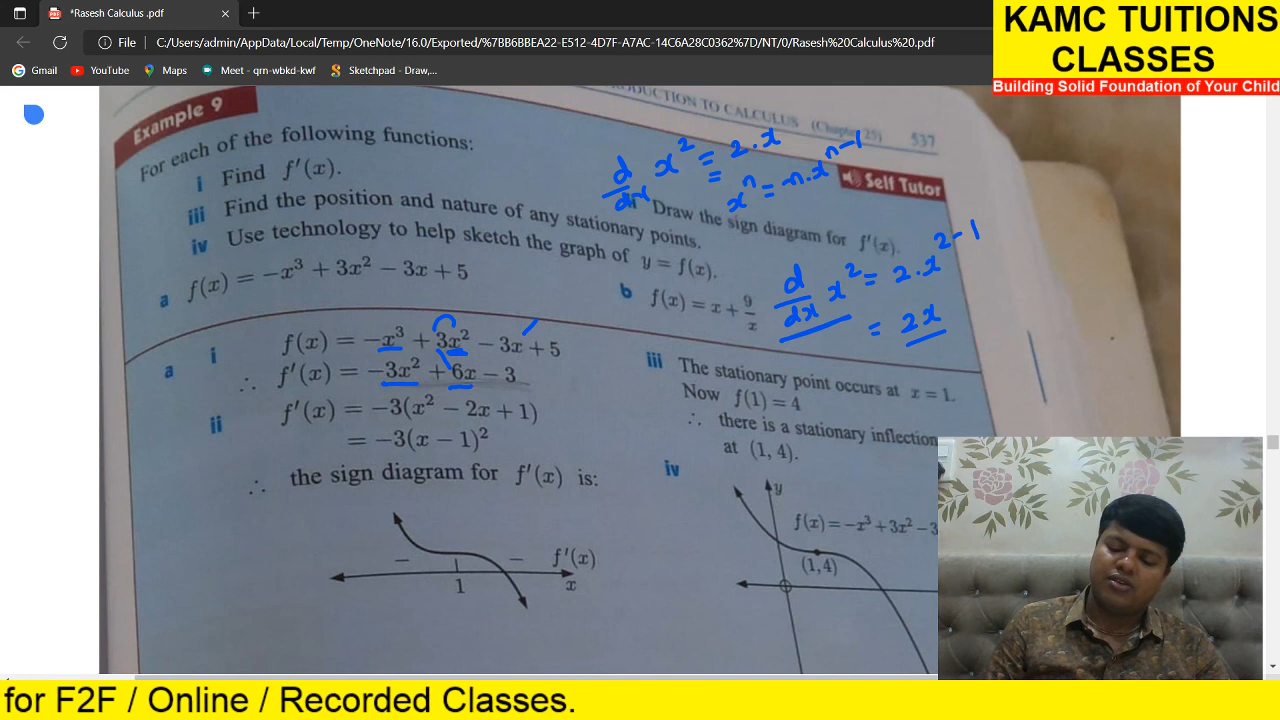 *Rasesh Calculus .pdf
File C:/Users/admin/AppData/Local/Temp/OneNote/16.0/Exported/%7BB6BBEA22-E512-4D7F-A7AC-14C6A28C0362%7D/NT/0/Rasesh%20Calculus%20.pdf
Gmail YouTube Maps Meet - qrn-wbkd-kwf Sketchpad - Draw,...
KAMC TUITIONS
CLASSES
Building Solid Foundation of Your Child
TO CALCULUS (Chapter 25) 537
Example 9
Self Tutor
For each of the following functions:
i Find f′(x).
Draw the sign diagram for f′(x).
iii Find the position and nature of any stationary points.
iv Use technology to help sketch the graph of y = f(x).
a f(x) = −x³ + 3x² − 3x + 5
b f(x) = x + 9/x
d/dx x² = 2·x
= xⁿ = n·xⁿ⁻¹
d/dx x² = 2·x²⁻¹
= 2x
a i f(x) = −x³ + 3x² − 3x + 5
∴ f′(x) = −3x² + 6x − 3
ii f′(x) = −3(x² − 2x + 1)
= −3(x − 1)²
∴ the sign diagram for f′(x) is:
− − f′(x)
1 x
iii The stationary point occurs at x = 1.
Now f(1) = 4
∴ there is a stationary inflection
at (1, 4).
iv
y
f(x) = −x³ + 3x² − 3
(1, 4)
for F2F / Online / Recorded Classes.